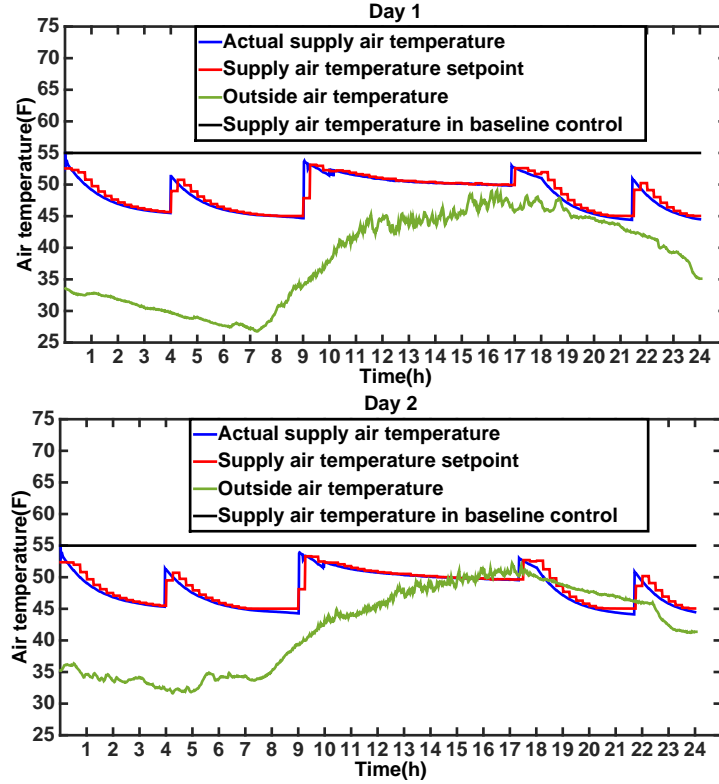 Day 1
75
70
65
60
55
50
45
40
35
30
25
Air temperature(F)
Actual supply air temperature
Supply air temperature setpoint
Outside air temperature
Supply air temperature in baseline control
1 2 3 4 5 6 7 8 9 10 11 12 13 14 15 16 17 18 19 20 21 22 23 24
Time(h)
Day 2
75
70
65
60
55
50
45
40
35
30
25
Air temperature(F)
Actual supply air temperature
Supply air temperature setpoint
Outside air temperature
Supply air temperature in baseline control
1 2 3 4 5 6 7 8 9 10 11 12 13 14 15 16 17 18 19 20 21 22 23 24
Time(h)